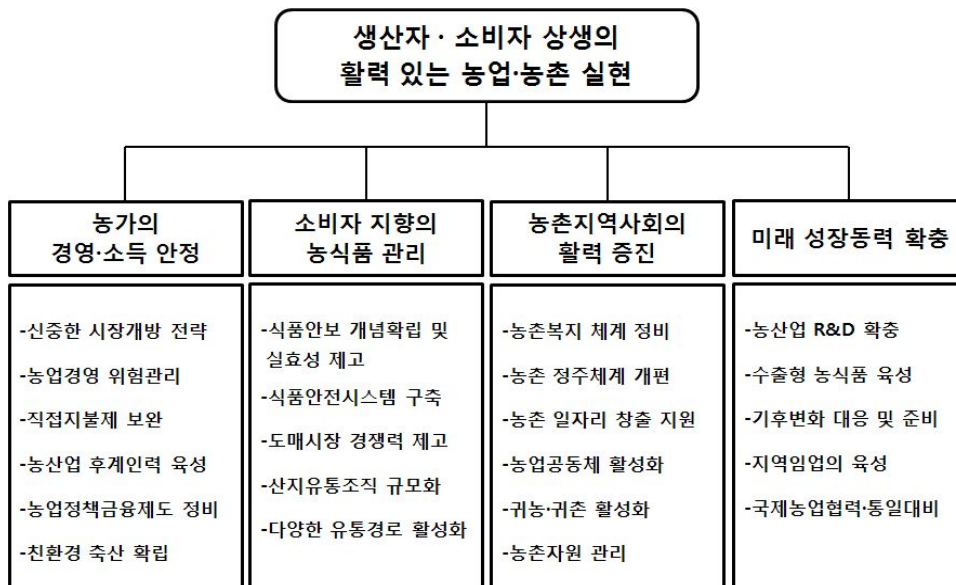 생산자 · 소비자 상생의
활력 있는 농업·농촌 실현
농가의
경영·소득 안정
-신중한 시장개방 전략
-농업경영 위험관리
-직접지불제 보완
-농산업 후계인력 육성
-농업정책금융제도 정비
-친환경 축산 확립
소비자 지향의
농식품 관리
-식품안보 개념확립 및
실효성 제고
-식품안전시스템 구축
-도매시장 경쟁력 제고
-산지유통조직 규모화
-다양한 유통경로 활성화
농촌지역사회의
활력 증진
-농촌복지 체계 정비
-농촌 정주체계 개편
-농촌 일자리 창출 지원
-농업공동체 활성화
-귀농·귀촌 활성화
-농촌자원 관리
미래 성장동력 확충
-농산업 R&D 확충
-수출형 농식품 육성
-기후변화 대응 및 준비
-지역임업의 육성
-국제농업협력·통일대비